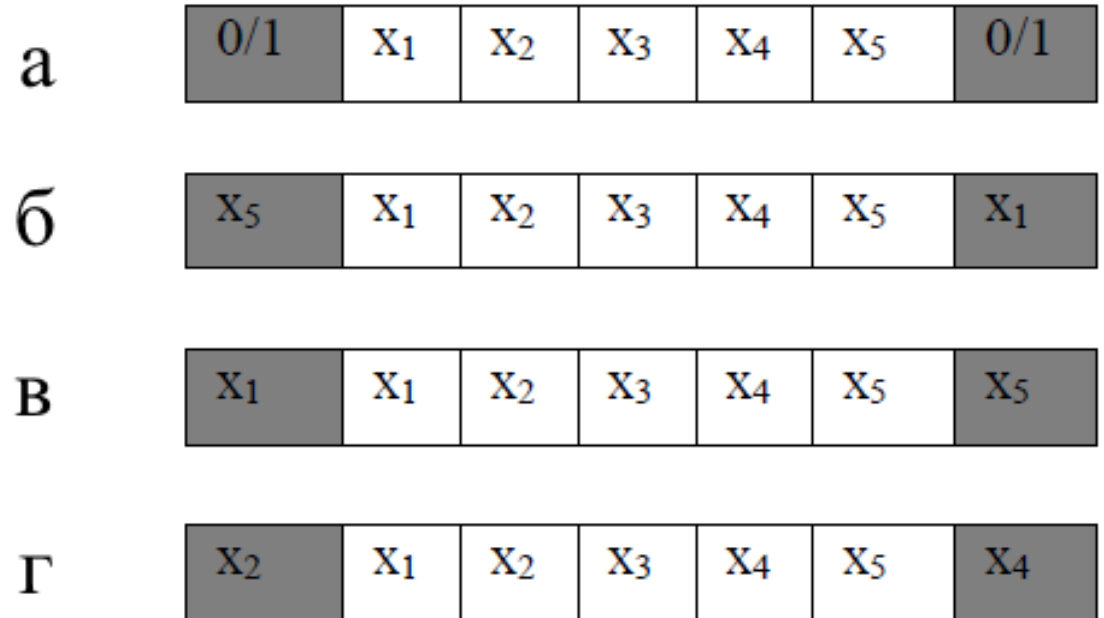 а 0/1 x₁ x₂ x₃ x₄ x₅ 0/1
б x₅ x₁ x₂ x₃ x₄ x₅ x₁
в x₁ x₁ x₂ x₃ x₄ x₅ x₅
г x₂ x₁ x₂ x₃ x₄ x₅ x₄